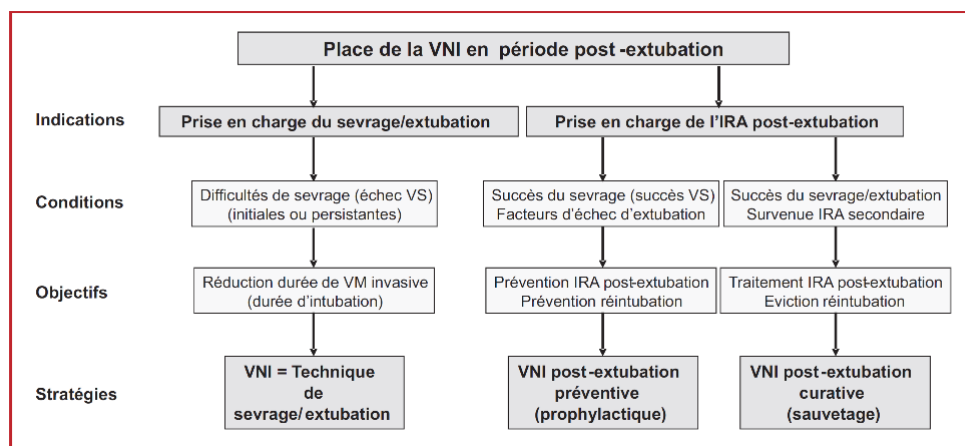 Place de la VNI en période post-extubation
Indications
Prise en charge du sevrage/extubation
Prise en charge de l'IRA post-extubation
Conditions
Difficultés de sevrage (échec VS)
(initiales ou persistantes)
Succès du sevrage (succès VS)
Facteurs d'échec d'extubation
Succès du sevrage/extubation
Survenue IRA secondaire
Objectifs
Réduction durée de VM invasive
(durée d'intubation)
Prévention IRA post-extubation
Prévention réintubation
Traitement IRA post-extubation
Eviction réintubation
Stratégies
VNI = Technique
de
sevrage/extubation
VNI post-extubation
préventive
(prophylactique)
VNI post-extubation
curative
(sauvetage)